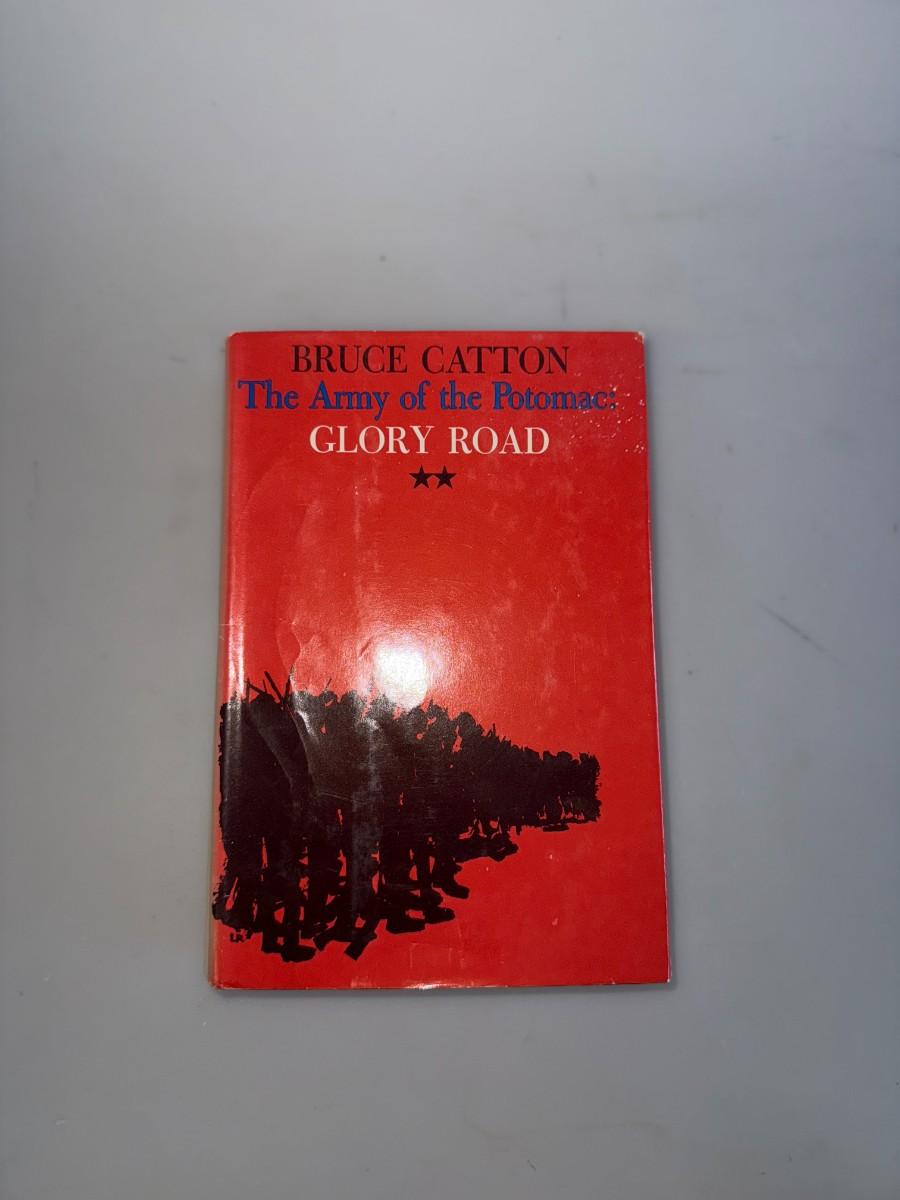 BRUCE CATTON
The Army of the Potomac:
GLORY ROAD
★★